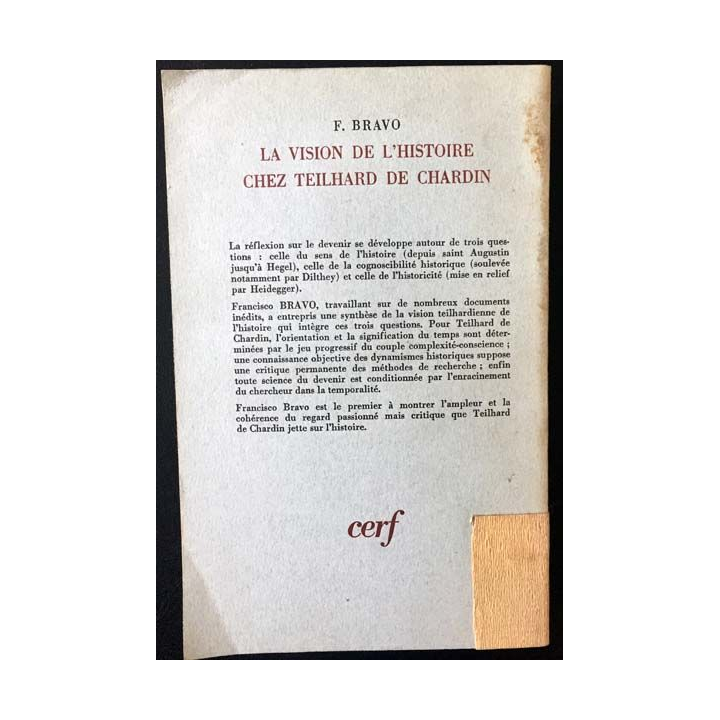 F. BRAVO
LA VISION DE L'HISTOIRE
CHEZ TEILHARD DE CHARDIN
La réflexion sur le devenir se développe autour de trois ques-
tions : celle du sens de l'histoire (depuis saint Augustin
jusqu'à Hegel), celle de la cognoscibilité historique (soulevée
notamment par Dilthey) et celle de l'historicité (mise en relief
par Heidegger).
Francisco BRAVO, travaillant sur de nombreux documents
inédits, a entrepris une synthèse de la vision teilhardienne de
l'histoire qui intègre ces trois questions. Pour Teilhard de
Chardin, l'orientation et la signification du temps sont déter-
minées par le jeu progressif du couple complexité-conscience ;
une connaissance objective des dynamismes historiques suppose
une critique permanente des méthodes de recherche ; enfin
toute science du devenir est conditionnée par l'enracinement
du chercheur dans la temporalité.
Francisco Bravo est le premier à montrer l'ampleur et la
cohérence du regard passionné mais critique que Teilhard
de Chardin jette sur l'histoire.
cerf